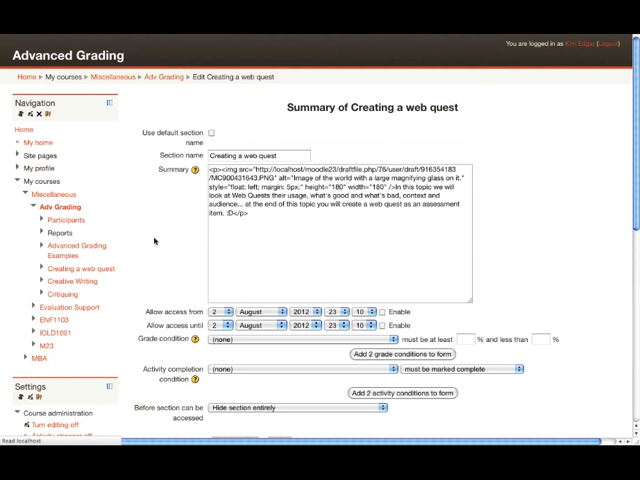 Advanced Grading
You are logged in as Kim Edgar (Logout)
Home ► My courses ► Miscellaneous ► Adv Grading ► Edit Creating a web quest
Navigation
Home
My home
Site pages
My profile
My courses
Miscellaneous
Adv Grading
Participants
Reports
Advanced Grading
Examples
Creating a web quest
Creative Writing
Critiquing
Evaluation Support
ENF1103
IOLD1001
M23
MBA
Settings
Course administration
Turn editing off
Summary of Creating a web quest
Use default section
name
Section name Creating a web quest
Summary
<p><img src="http://localhost/moodle23/draftfile.php/76/user/draft/916354183
/MC900431643.PNG" alt="Image of the world with a large magnifying glass on it."
style="float: left; margin: 5px;" height="180" width="180" />In this topic we will
look at Web Quests their usage, what's good and what's bad, context and
audience... at the end of this topic you will create a web quest as an assessment
item. :D</p>
Allow access from 2 August 2012 23 10 Enable
Allow access until 2 August 2012 23 10 Enable
Grade condition (none) must be at least % and less than %
Add 2 grade conditions to form
Activity completion (none) must be marked complete
condition
Add 2 activity conditions to form
Before section can be Hide section entirely
accessed
Read localhost